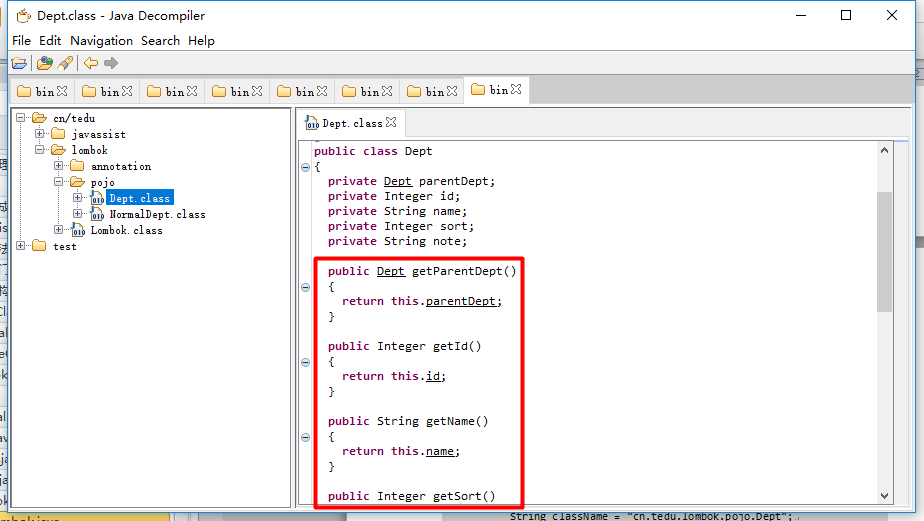 Dept.class - Java Decompiler
File Edit Navigation Search Help
bin bin bin bin bin bin bin bin
cn/tedu
javassist
lombok
annotation
pojo
Dept.class
NormalDept.class
Lombok.class
test
Dept.class
public class Dept
{
private Dept parentDept;
private Integer id;
private String name;
private Integer sort;
private String note;
public Dept getParentDept()
{
return this.parentDept;
}
public Integer getId()
{
return this.id;
}
public String getName()
{
return this.name;
}
public Integer getSort()
String className = "cn.tedu.lombok.pojo.Dept";